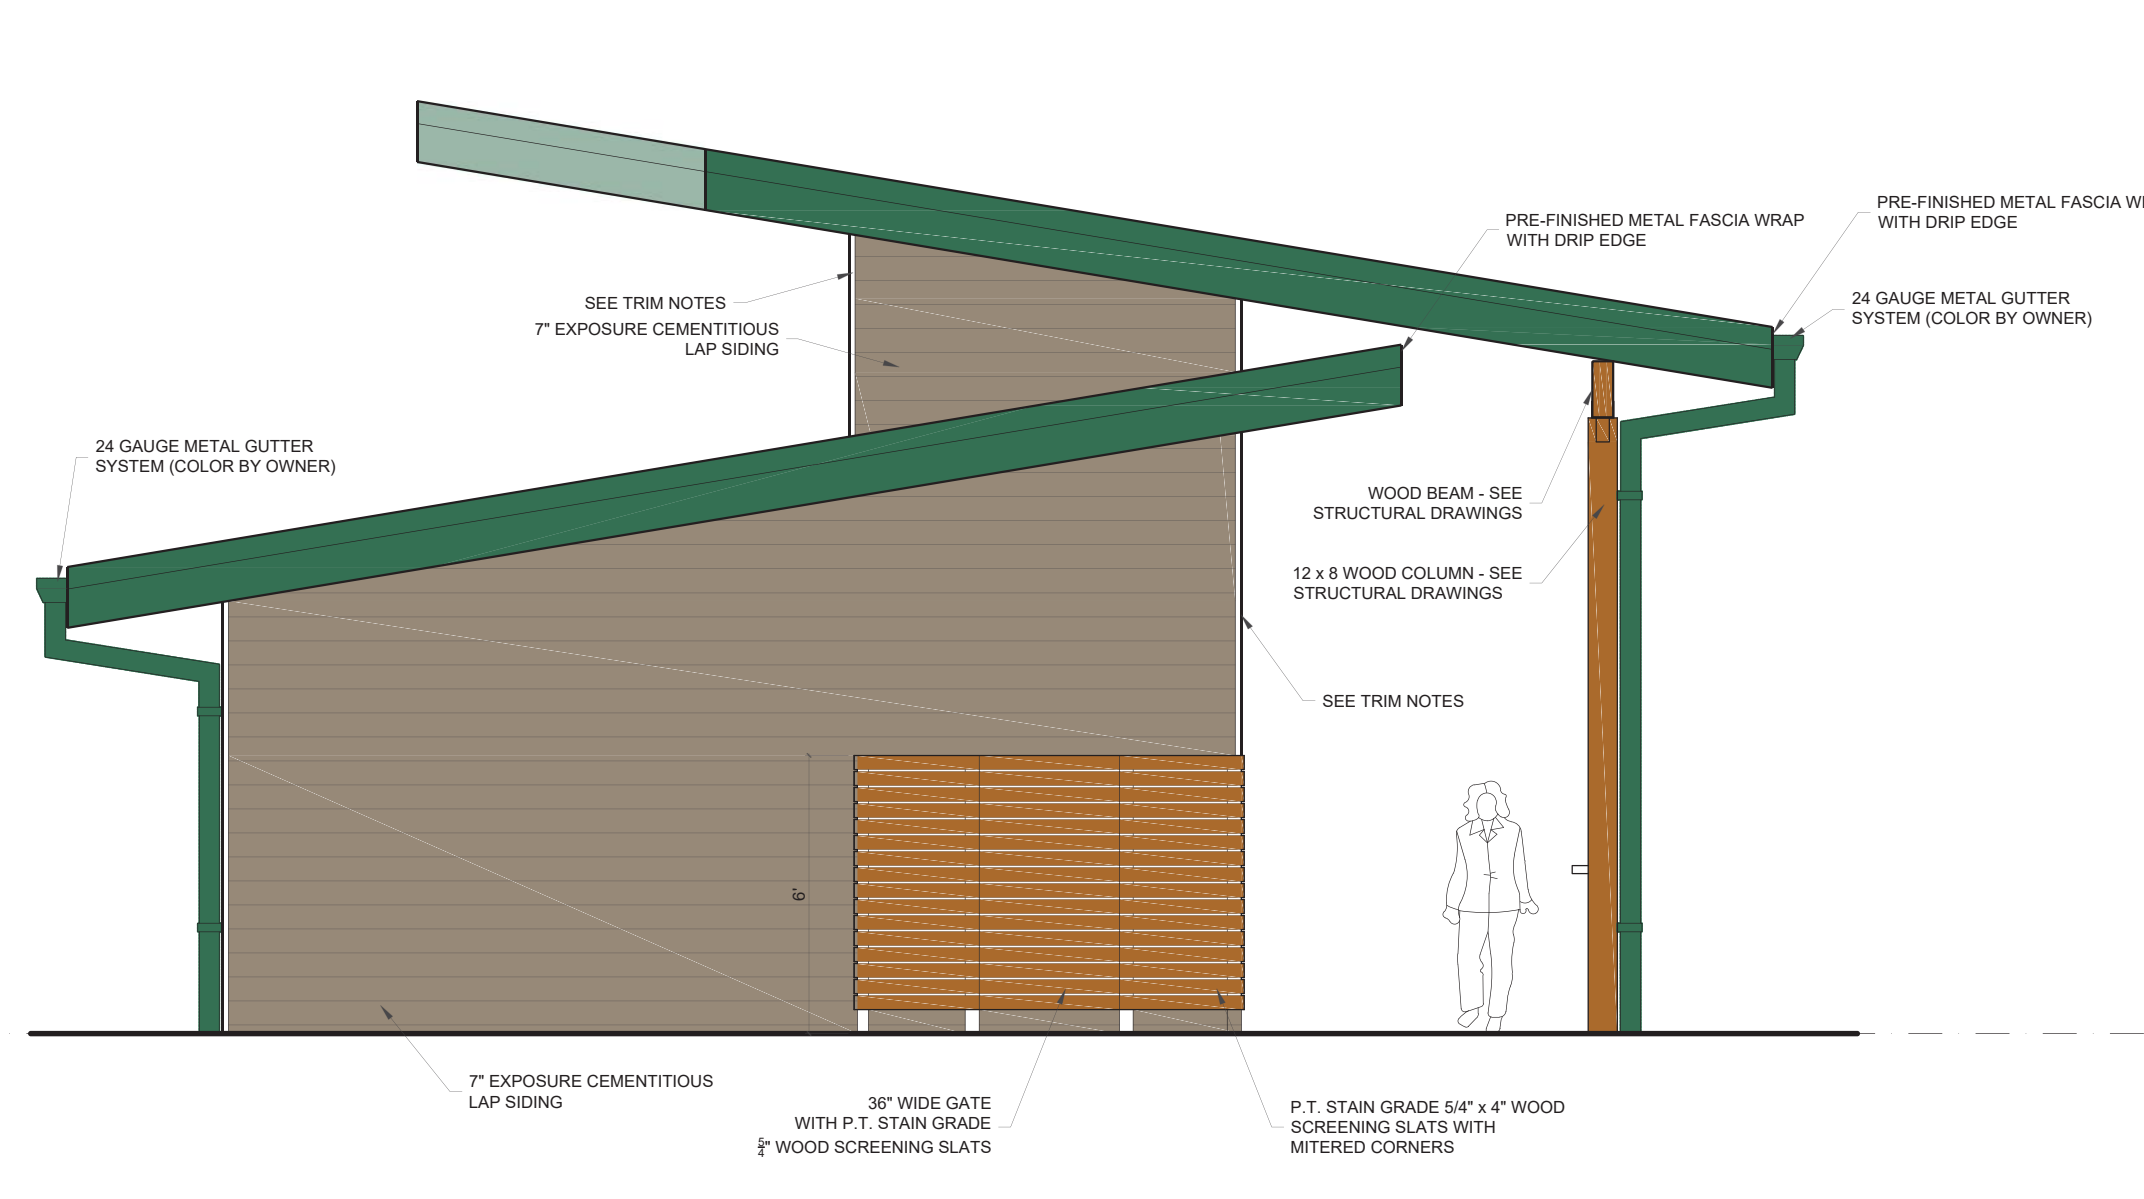 PRE-FINISHED METAL FASCIA
WITH DRIP EDGE
PRE-FINISHED METAL FASCIA WRAP
WITH DRIP EDGE
24 GAUGE METAL GUTTER
SYSTEM (COLOR BY OWNER)
SEE TRIM NOTES
7" EXPOSURE CEMENTITIOUS
LAP SIDING
24 GAUGE METAL GUTTER
SYSTEM (COLOR BY OWNER)
WOOD BEAM - SEE
STRUCTURAL DRAWINGS
12 x 8 WOOD COLUMN - SEE
STRUCTURAL DRAWINGS
SEE TRIM NOTES
6'
7" EXPOSURE CEMENTITIOUS
LAP SIDING
36" WIDE GATE
WITH P.T. STAIN GRADE
5/4" WOOD SCREENING SLATS
P.T. STAIN GRADE 5/4" x 4" WOOD
SCREENING SLATS WITH
MITERED CORNERS